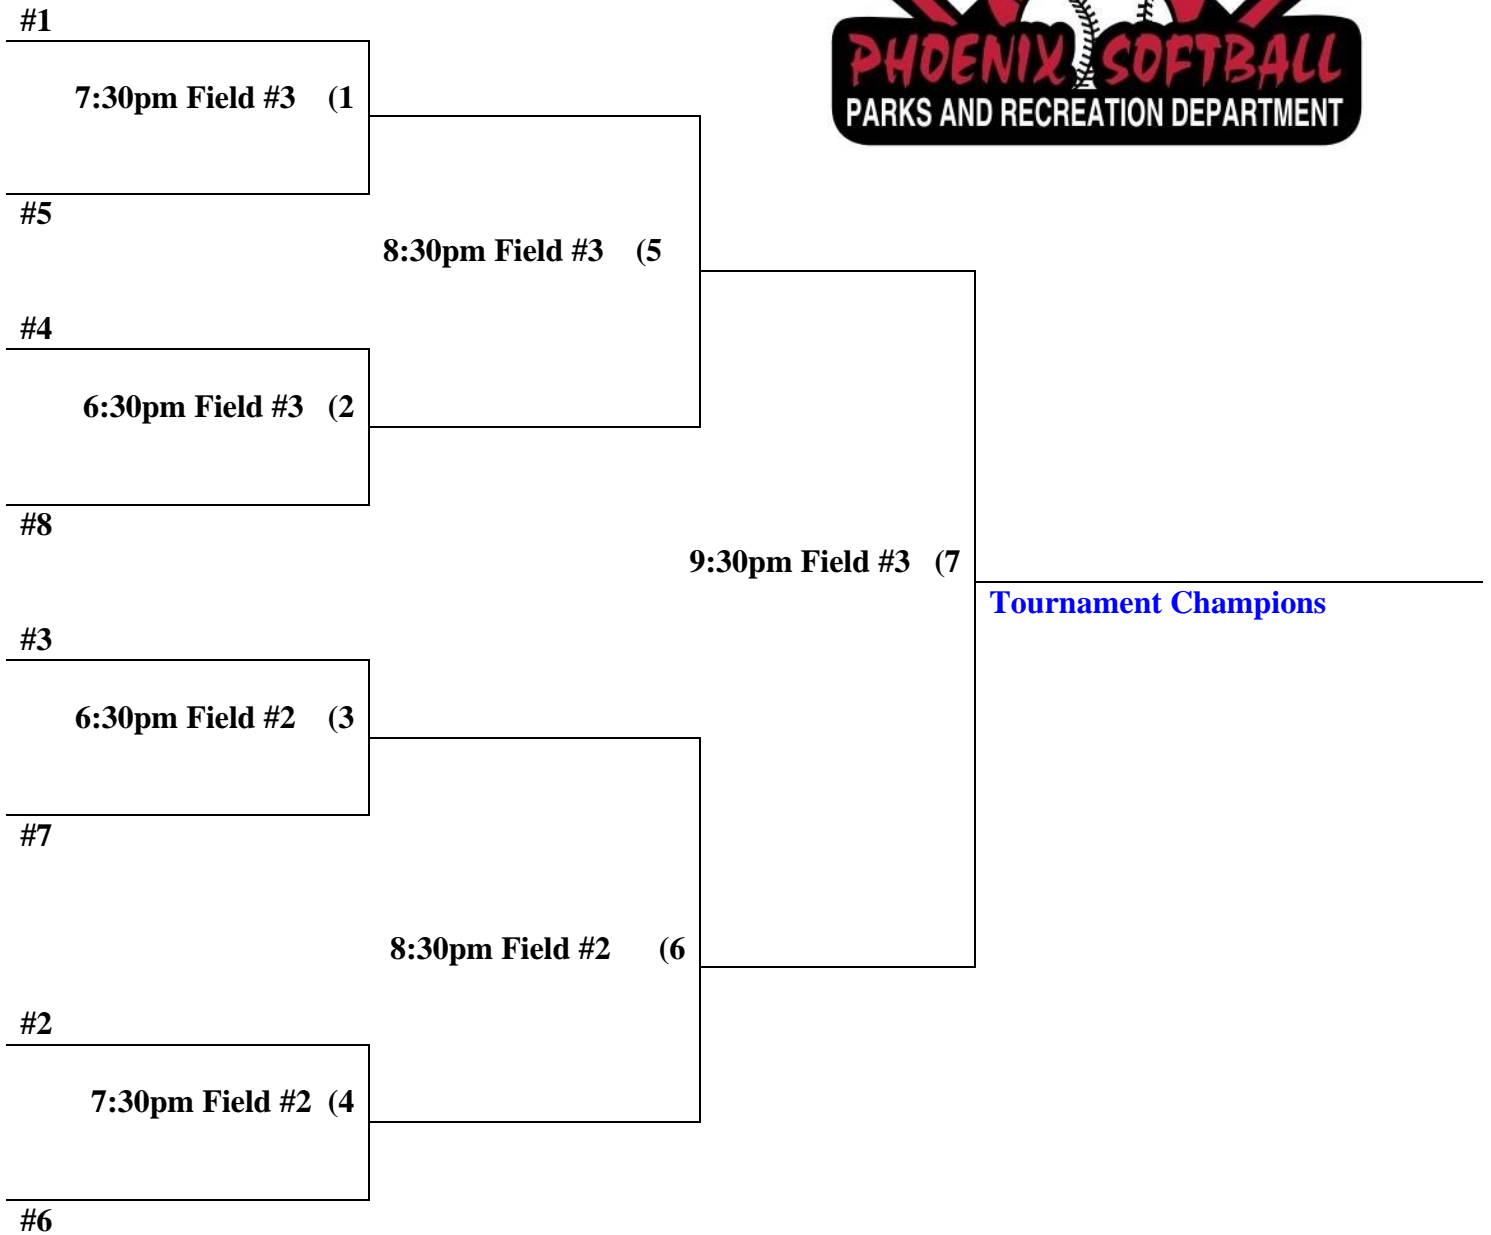 #1
PHOENIX SOFTBALL
7:30pm Field #3 (1
PARKS AND RECREATION DEPARTMENT
#5
8:30pm Field #3 (5
#4
6:30pm Field #3 (2
#8
9:30pm Field #3 (7
Tournament Champions
#3
6:30pm Field #2 (3
#7
8:30pm Field #2 (6
#2
7:30pm Field #2 (4
#6